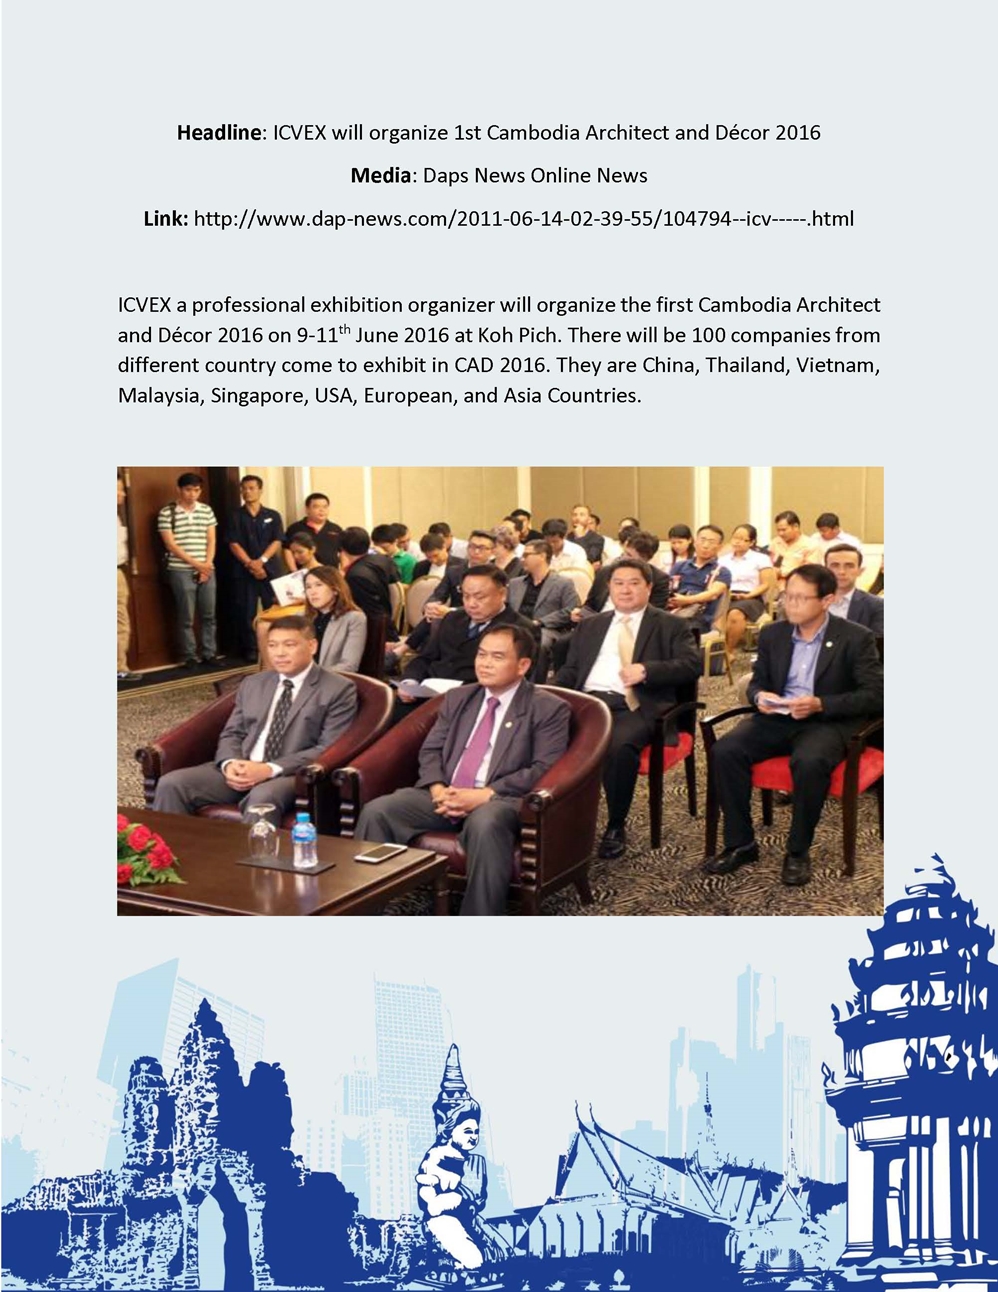 Headline: ICVEX will organize 1st Cambodia Architect and Décor 2016
Media: Daps News Online News
Link: http://www.dap-news.com/2011-06-14-02-39-55/104794--icv-----.html
ICVEX a professional exhibition organizer will organize the first Cambodia Architect
and Décor 2016 on 9-11th June 2016 at Koh Pich. There will be 100 companies from
different country come to exhibit in CAD 2016. They are China, Thailand, Vietnam,
Malaysia, Singapore, USA, European, and Asia Countries.